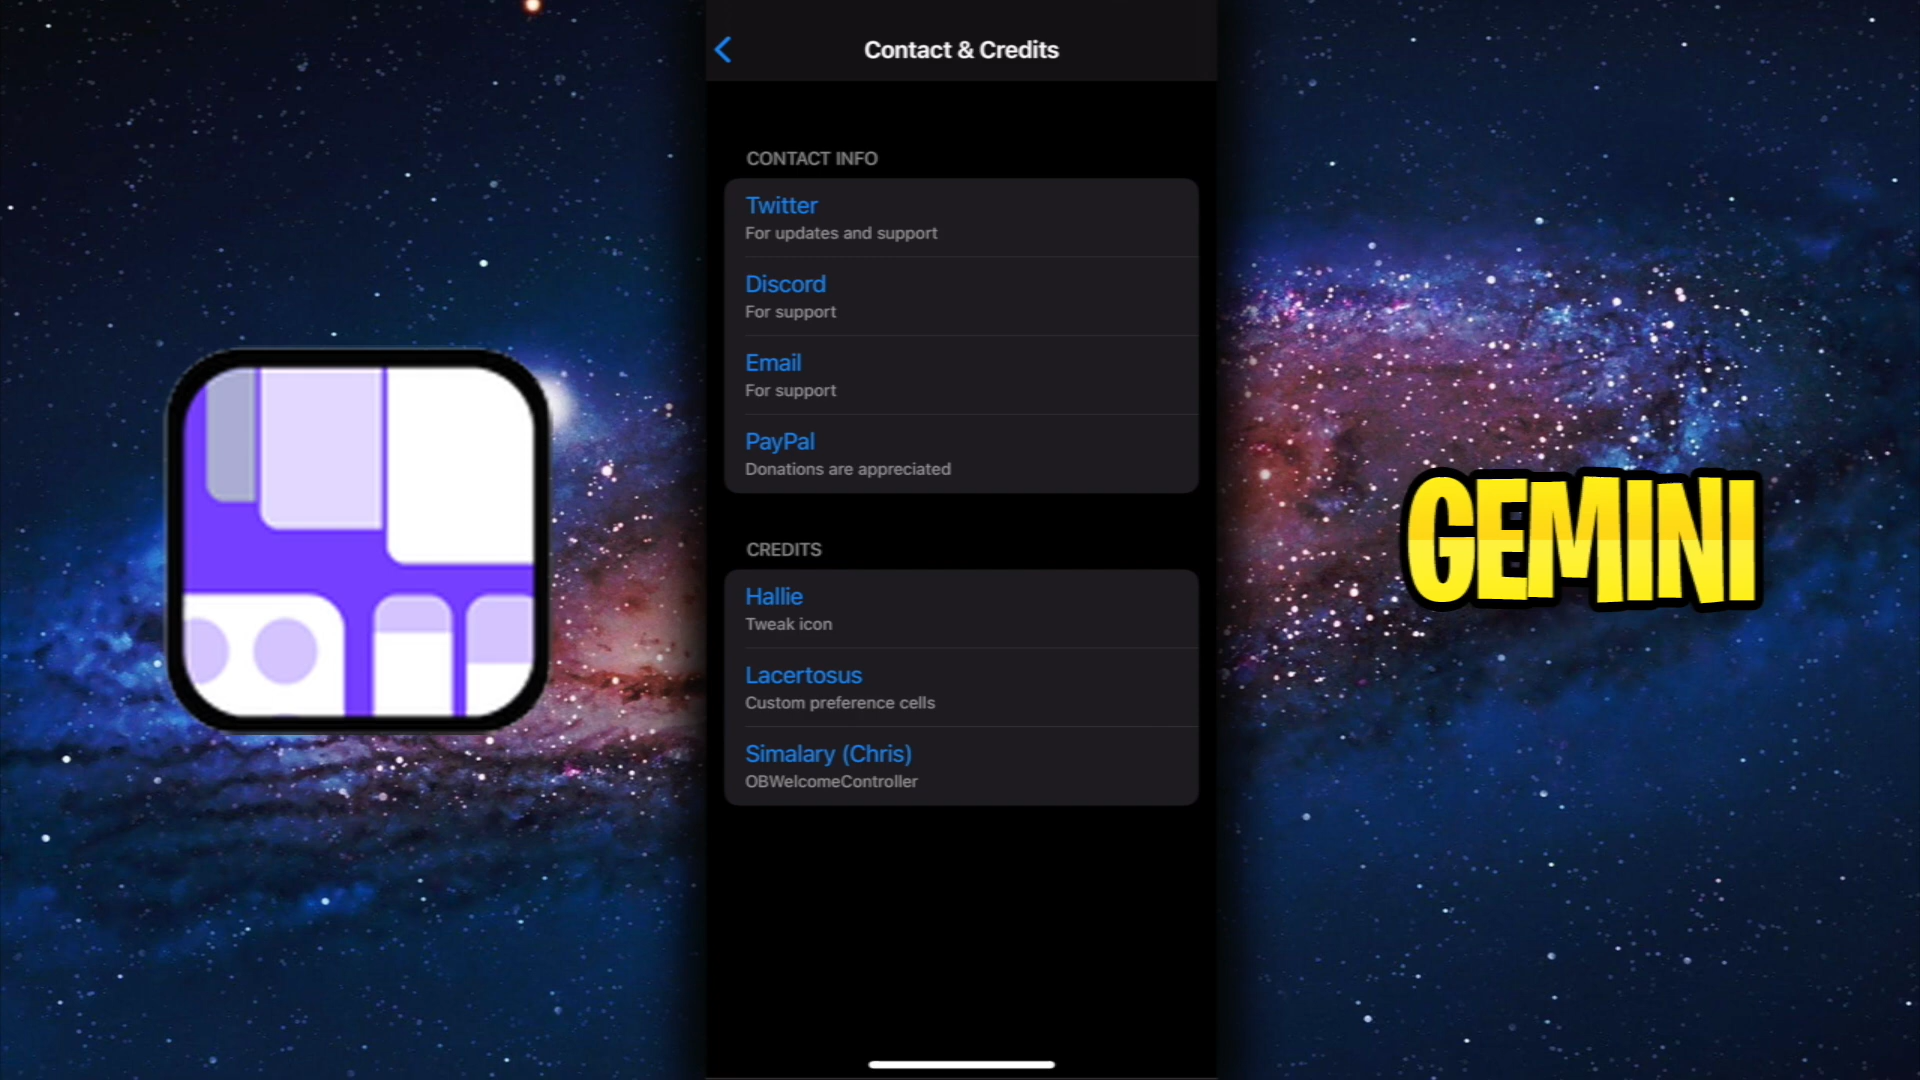 Contact & Credits
CONTACT INFO
Twitter
For updates and support
Discord
For support
Email
For support
PayPal
Donations are appreciated
CREDITS
Hallie
Tweak icon
Lacertosus
Custom preference cells
Simalary (Chris)
OBWelcomeController
GEMINI